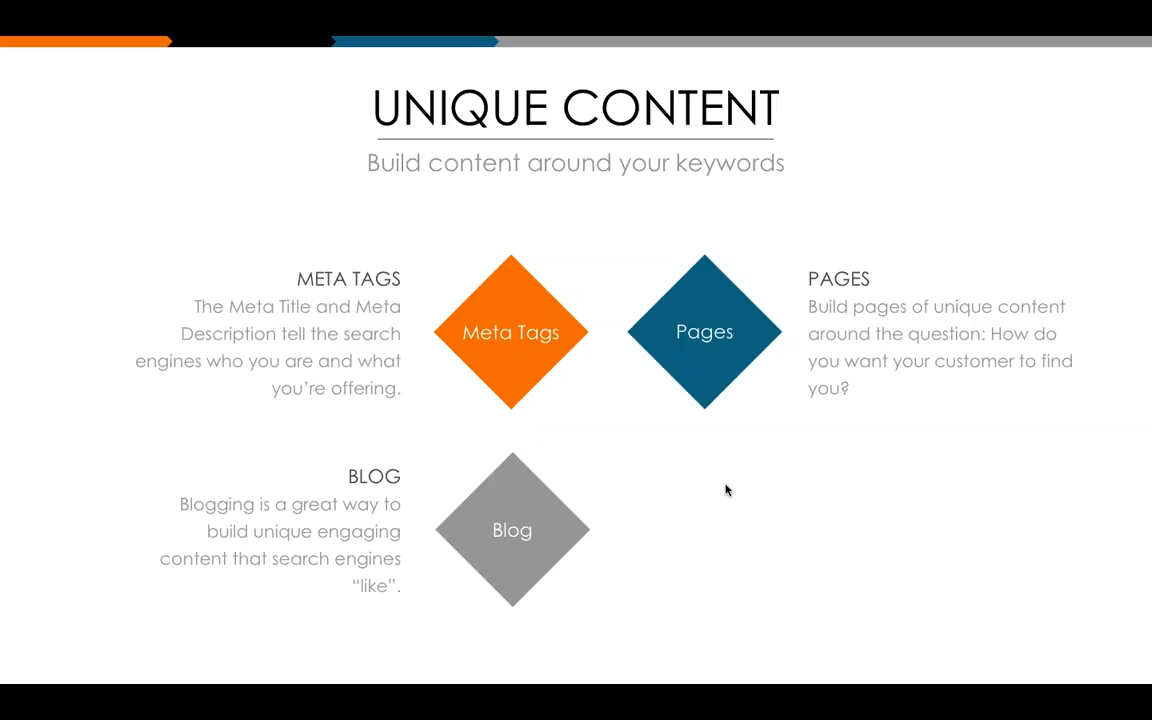 UNIQUE CONTENT
Build content around your keywords
META TAGS
The Meta Title and Meta
Description tell the search
engines who you are and what
you’re offering.
Meta Tags
Pages
PAGES
Build pages of unique content
around the question: How do
you want your customer to find
you?
BLOG
Blogging is a great way to
build unique engaging
content that search engines
“like”.
Blog